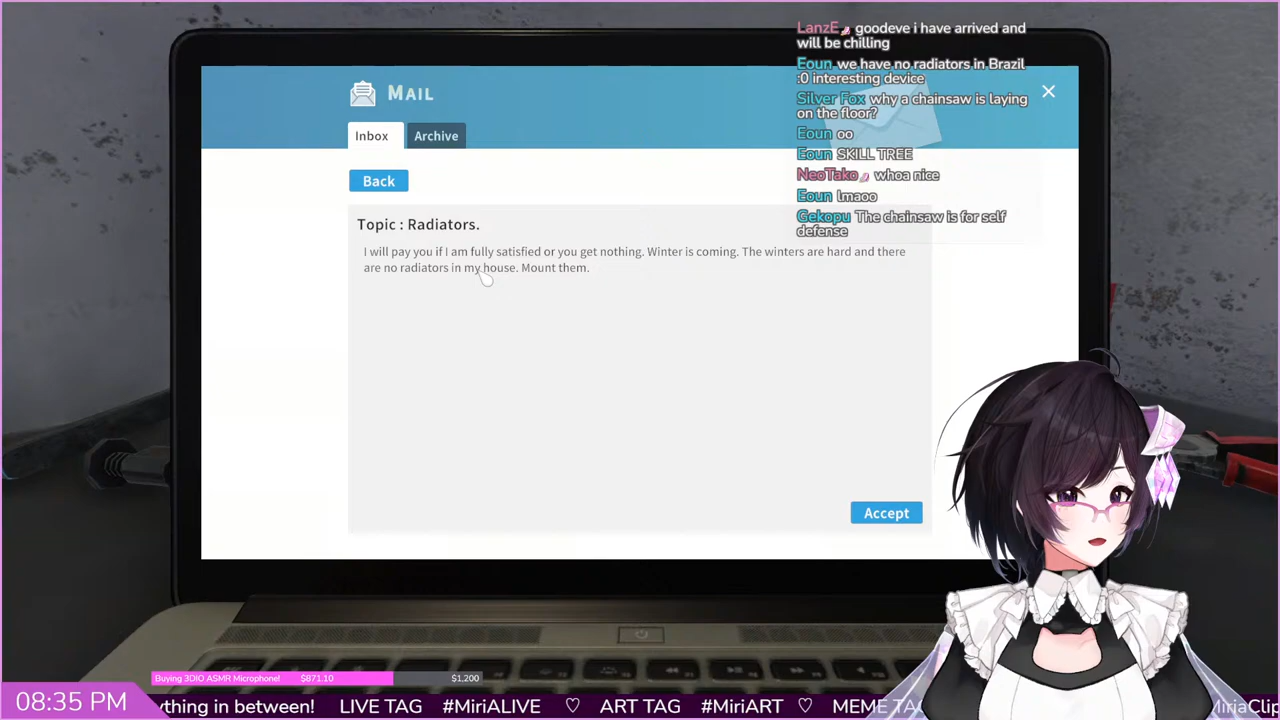 LanzE goodeve i have arrived and
will be chilling
Eoun we have no radiators in Brazil
:0 interesting device
Silver Fox why a chainsaw is laying
on the floor?
Eoun oo
Eoun SKILL TREE
NeoTako whoa nice
Eoun lmaoo
Gekopu The chainsaw is for self
defense
MAIL
Inbox Archive
Back
Topic : Radiators.
I will pay you if I am fully satisfied or you get nothing. Winter is coming. The winters are hard and there
are no radiators in my house. Mount them.
Accept
Buying 3DIO ASMR Microphone! $871.10 $1,200
08:35 PM ything in between! LIVE TAG #MiriALIVE ♡ ART TAG #MiriART ♡ MEME TA MiriaClip